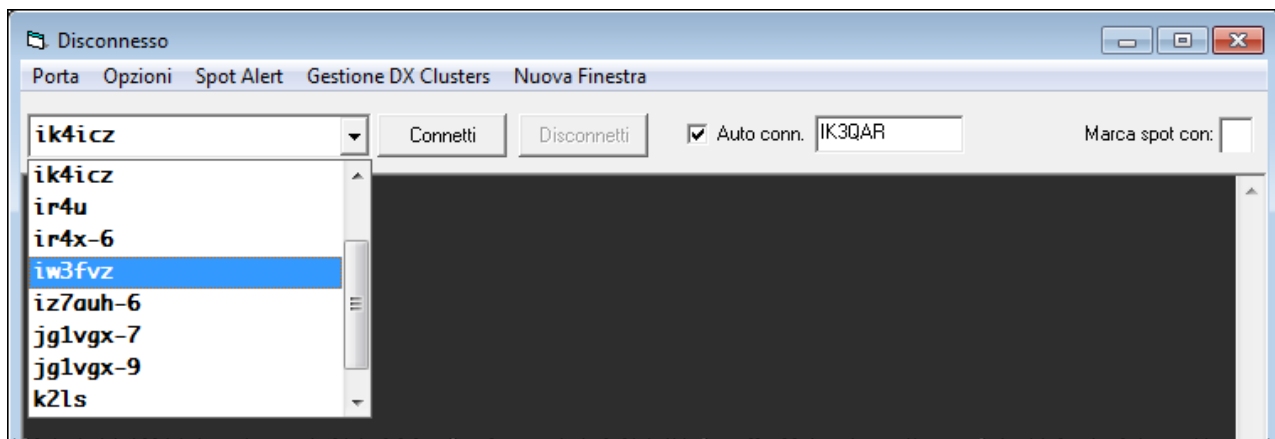 Disconnesso
Porta Opzioni Spot Alert Gestione DX Clusters Nuova Finestra
ik4icz Connetti Disconnetti Auto conn. IK3QAR Marca spot con:
ik4icz
ir4u
ir4x-6
iw3fvz
iz7auh-6
jg1vgx-7
jg1vgx-9
k2ls